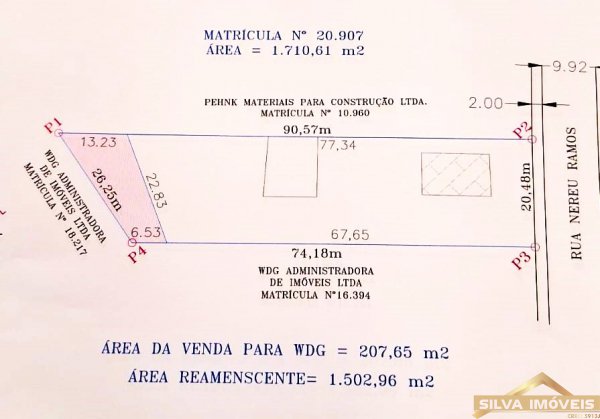 MATRÍCULA Nº 20.907
ÁREA = 1.710,61 m2
9.92
PEHNK MATERIAIS PARA CONSTRUÇÃO LTDA.
MATRÍCULA Nº 10.960
2.00
P1
90,57m
P2
13.23
77,34
WDG ADMINISTRADORA
DE IMÓVEIS LTDA
MATRÍCULA Nº 18.217
26,25m
22,83
20,48m
RUA NEREU RAMOS
6.53
67,65
P4
74,18m
P3
WDG ADMINISTRADORA
DE IMÓVEIS LTDA
MATRÍCULA Nº16.394
ÁREA DA VENDA PARA WDG = 207,65 m2
ÁREA REAMENSCENTE= 1.502,96 m2
SILVA IMÓVEIS